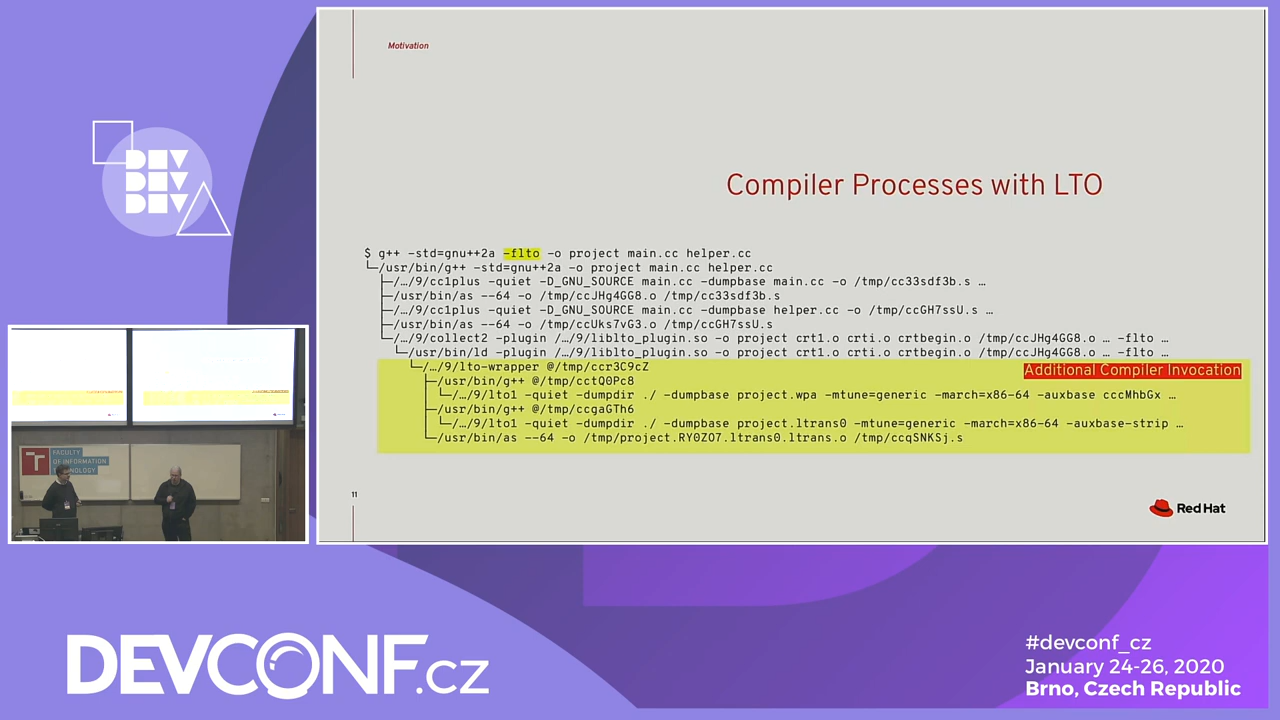 Motivation
Compiler Processes with LTO
$ g++ -std=gnu++2a -flto -o project main.cc helper.cc
└─/usr/bin/g++ -std=gnu++2a -o project main.cc helper.cc
├─/…/9/cc1plus -quiet -D_GNU_SOURCE main.cc -dumpbase main.cc -o /tmp/cc33sdf3b.s …
├─/usr/bin/as --64 -o /tmp/ccJHg4GG8.o /tmp/cc33sdf3b.s
├─/…/9/cc1plus -quiet -D_GNU_SOURCE main.cc -dumpbase helper.cc -o /tmp/ccGH7ssU.s …
├─/usr/bin/as --64 -o /tmp/ccUks7vG3.o /tmp/ccGH7ssU.s
└─/…/9/collect2 -plugin /…/9/liblto_plugin.so -o project crt1.o crti.o crtbegin.o /tmp/ccJHg4GG8.o … -flto …
└─/usr/bin/ld -plugin /…/9/liblto_plugin.so -o project crt1.o crti.o crtbegin.o /tmp/ccJHg4GG8.o … -flto …
└─/…/9/lto-wrapper @/tmp/ccr3C9cZ
Additional Compiler Invocation
├─/usr/bin/g++ @/tmp/cctQ0Pc8
│ └─/…/9/lto1 -quiet -dumpdir ./ -dumpbase project.wpa -mtune=generic -march=x86-64 -auxbase cccMhbGx …
├─/usr/bin/g++ @/tmp/ccgaGTh6
│ └─/…/9/lto1 -quiet -dumpdir ./ -dumpbase project.ltrans0 -mtune=generic -march=x86-64 -auxbase-strip …
└─/usr/bin/as --64 -o /tmp/project.RY0ZO7.ltrans0.ltrans.o /tmp/ccqSNKSj.s
11
Red Hat
DEV
DEV
DEV
FACULTY
OF INFORMATION
TECHNOLOGY
DEVCONF.cz
#devconf_cz
January 24-26, 2020
Brno, Czech Republic